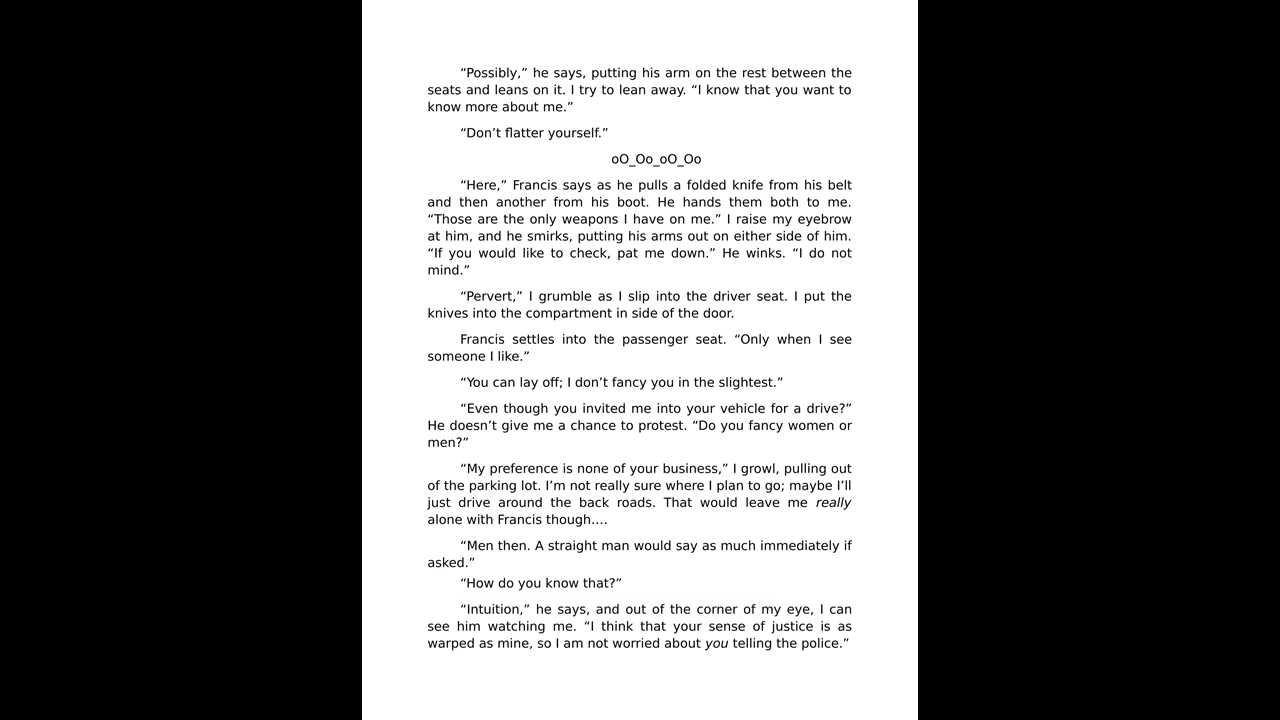 “Possibly,” he says, putting his arm on the rest between the
seats and leans on it. I try to lean away. “I know that you want to
know more about me.”
“Don’t flatter yourself.”
oO_Oo_oO_Oo
“Here,” Francis says as he pulls a folded knife from his belt
and then another from his boot. He hands them both to me.
“Those are the only weapons I have on me.” I raise my eyebrow
at him, and he smirks, putting his arms out on either side of him.
“If you would like to check, pat me down.” He winks. “I do not
mind.”
“Pervert,” I grumble as I slip into the driver seat. I put the
knives into the compartment in side of the door.
Francis settles into the passenger seat. “Only when I see
someone I like.”
“You can lay off; I don’t fancy you in the slightest.”
“Even though you invited me into your vehicle for a drive?”
He doesn’t give me a chance to protest. “Do you fancy women or
men?”
“My preference is none of your business,” I growl, pulling out
of the parking lot. I’m not really sure where I plan to go; maybe I’ll
just drive around the back roads. That would leave me really
alone with Francis though….
“Men then. A straight man would say as much immediately if
asked.”
“How do you know that?”
“Intuition,” he says, and out of the corner of my eye, I can
see him watching me. “I think that your sense of justice is as
warped as mine, so I am not worried about you telling the police.”